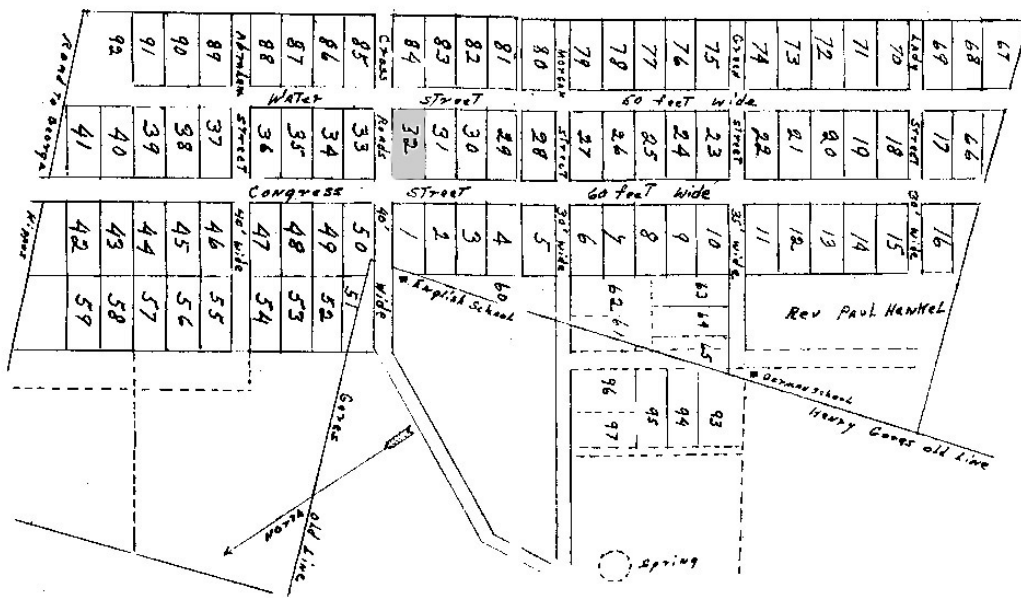 92 91 90 89 88 87 86 85 84 83 82 81 80 79 78 77 76 75 74 73 72 71 70 69 68 67
Road To George
Cross
Morgan
Green
Lady
Water Street 60 feet wide
41 40 39 38 37 Street 36 35 34 33 Roads 32 31 30 29 28 Street 27 26 25 24 23 Street 22 21 20 19 18 Street 17 66
Congress Street 60 feet wide
42 43 44 45 46 40' wide 47 48 49 50 40' 1 2 3 4 5 30' wide 6 7 8 9 10 35' wide 11 12 13 14 15 30' wide 16
59 58 57 56 55 54 53 52 51 wide
English School
60
62 61
63
64
65
Rev Paul Henkel
German School
96 97 95 94 93
Henry Gores old Line
Gores old Line
Spring